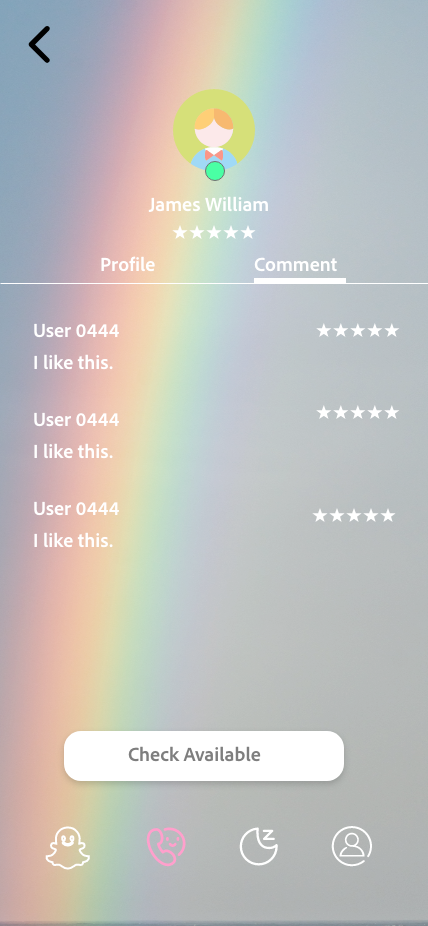 James William
★★★★★
Profile
Comment
User 0444
★★★★★
I like this.
User 0444
★★★★★
I like this.
User 0444
★★★★★
I like this.
Check Available